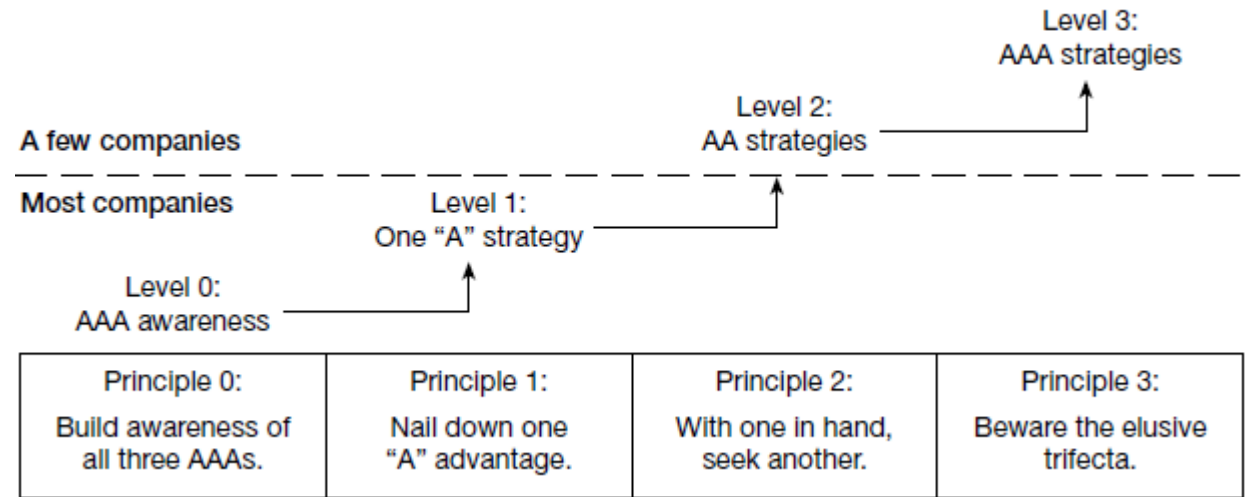 Level 3:
AAA strategies
Level 2:
AA strategies
A few companies
Most companies
Level 1:
One “A” strategy
Level 0:
AAA awareness
Principle 0:
Build awareness of
all three AAAs.
Principle 1:
Nail down one
“A” advantage.
Principle 2:
With one in hand,
seek another.
Principle 3:
Beware the elusive
trifecta.